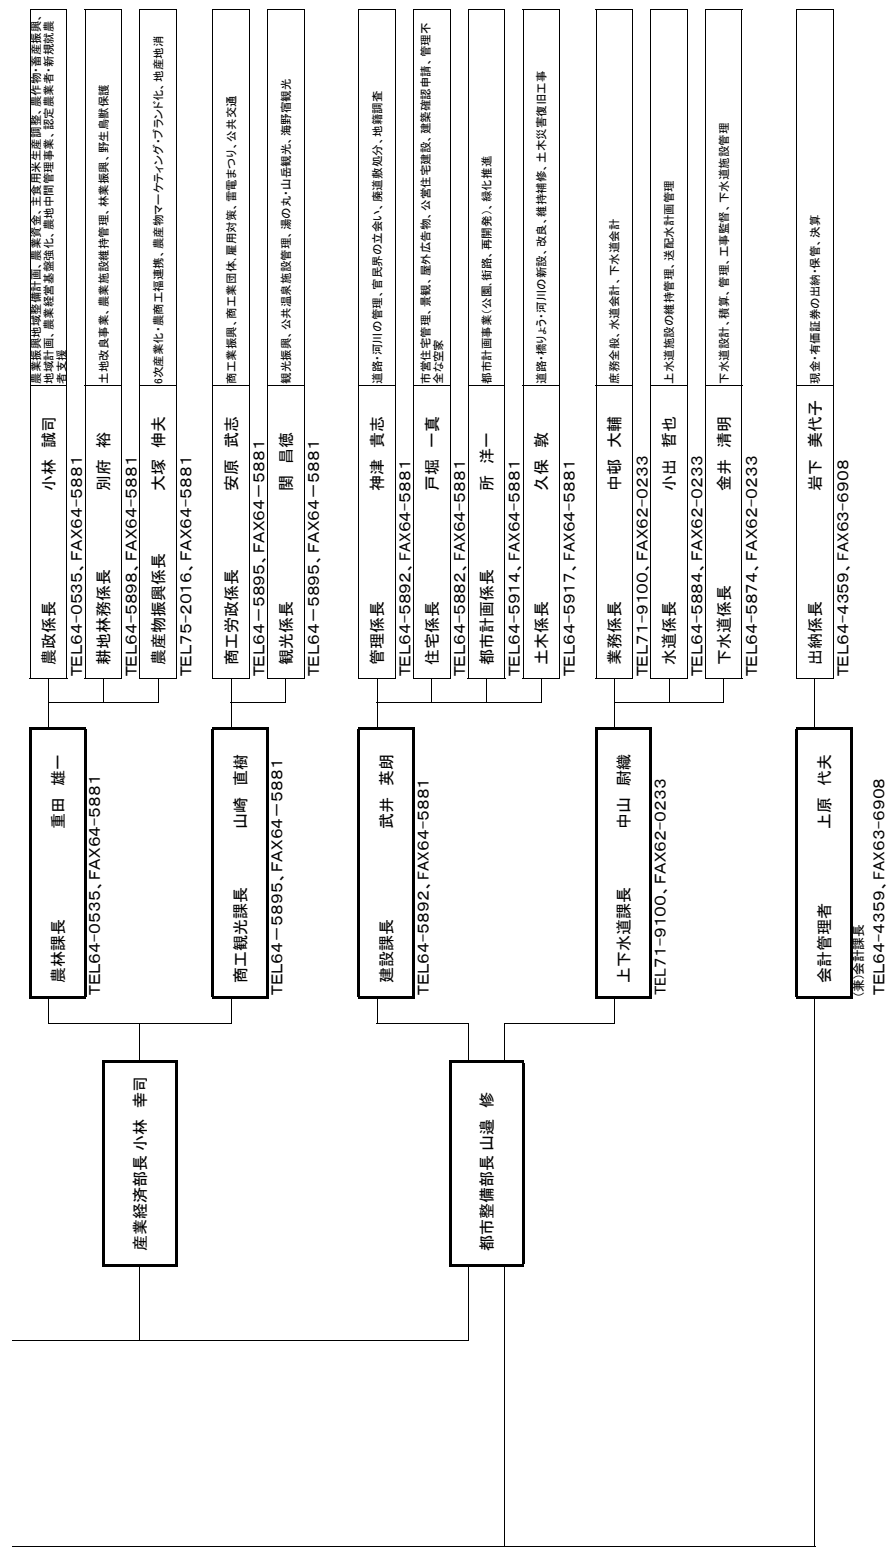 産業経済部長 小林 幸司
農林課長 重田 雄一
TEL64-0535、FAX64-5881
農政係長 小林 誠司
農業振興地域整備計画、農業資金、主食用米生産調整、農作物・畜産振興、
地域計画、農業経営基盤強化、農地中間管理事業、認定農業者・新規就農
者支援
TEL64-0535、FAX64-5881
耕地林務係長 別府 裕
土地改良事業、農業施設維持管理、林業振興、野生鳥獣保護
TEL64-5898、FAX64-5881
農産物振興係長 大塚 伸夫
6次産業化・農商工福連携、農産物マーケティング・ブランド化、地産地消
TEL75-2016、FAX64-5881
商工観光課長 山崎 直樹
TEL64-5895、FAX64-5881
商工労政係長 安原 武志
商工業振興、商工業団体、雇用対策、雷電まつり、公共交通
TEL64-5895、FAX64-5881
観光係長 関 昌徳
観光振興、公共温泉施設管理、湯の丸・山岳観光、海野宿観光
TEL64-5895、FAX64-5881
都市整備部長 山邉 修
建設課長 武井 英朗
TEL64-5892、FAX64-5881
管理係長 神津 貴志
道路・河川の管理、官民界の立会い、廃道敷処分、地籍調査
TEL64-5892、FAX64-5881
住宅係長 戸堀 一真
市営住宅管理、景観、屋外広告物、公営住宅建設、建築確認申請、管理不
全な空家
TEL64-5882、FAX64-5881
都市計画係長 所 洋一
都市計画事業(公園、街路、再開発)、緑化推進
TEL64-5914、FAX64-5881
土木係長 久保 敦
道路・橋りょう・河川の新設、改良、維持補修、土木災害復旧工事
TEL64-5917、FAX64-5881
上下水道課長 中山 尉織
TEL71-9100、FAX62-0233
業務係長 中邨 大輔
庶務全般、水道会計、下水道会計
TEL71-9100、FAX62-0233
水道係長 小出 哲也
上水道施設の維持管理、送配水計画管理
TEL64-5884、FAX62-0233
下水道係長 金井 清明
下水道設計、積算、管理、工事監督、下水道施設管理
TEL64-5874、FAX62-0233
会計管理者 上原 代夫
(兼)会計課長
TEL64-4359、FAX63-6908
出納係長 岩下 美代子
現金・有価証券の出納・保管、決算
TEL64-4359、FAX63-6908